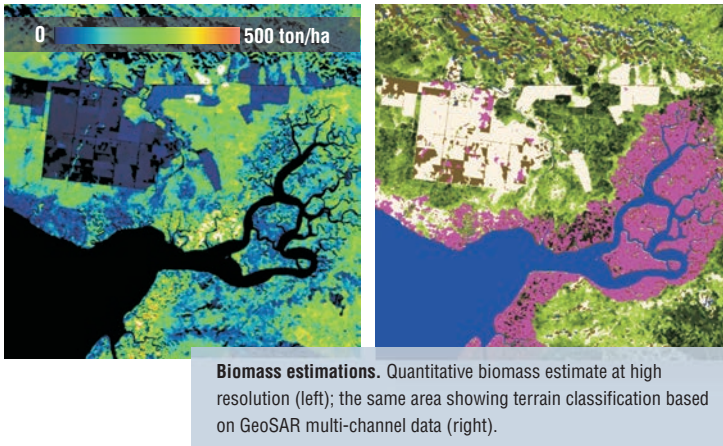 0 500 ton/ha
Biomass estimations. Quantitative biomass estimate at high
resolution (left); the same area showing terrain classification based
on GeoSAR multi-channel data (right).